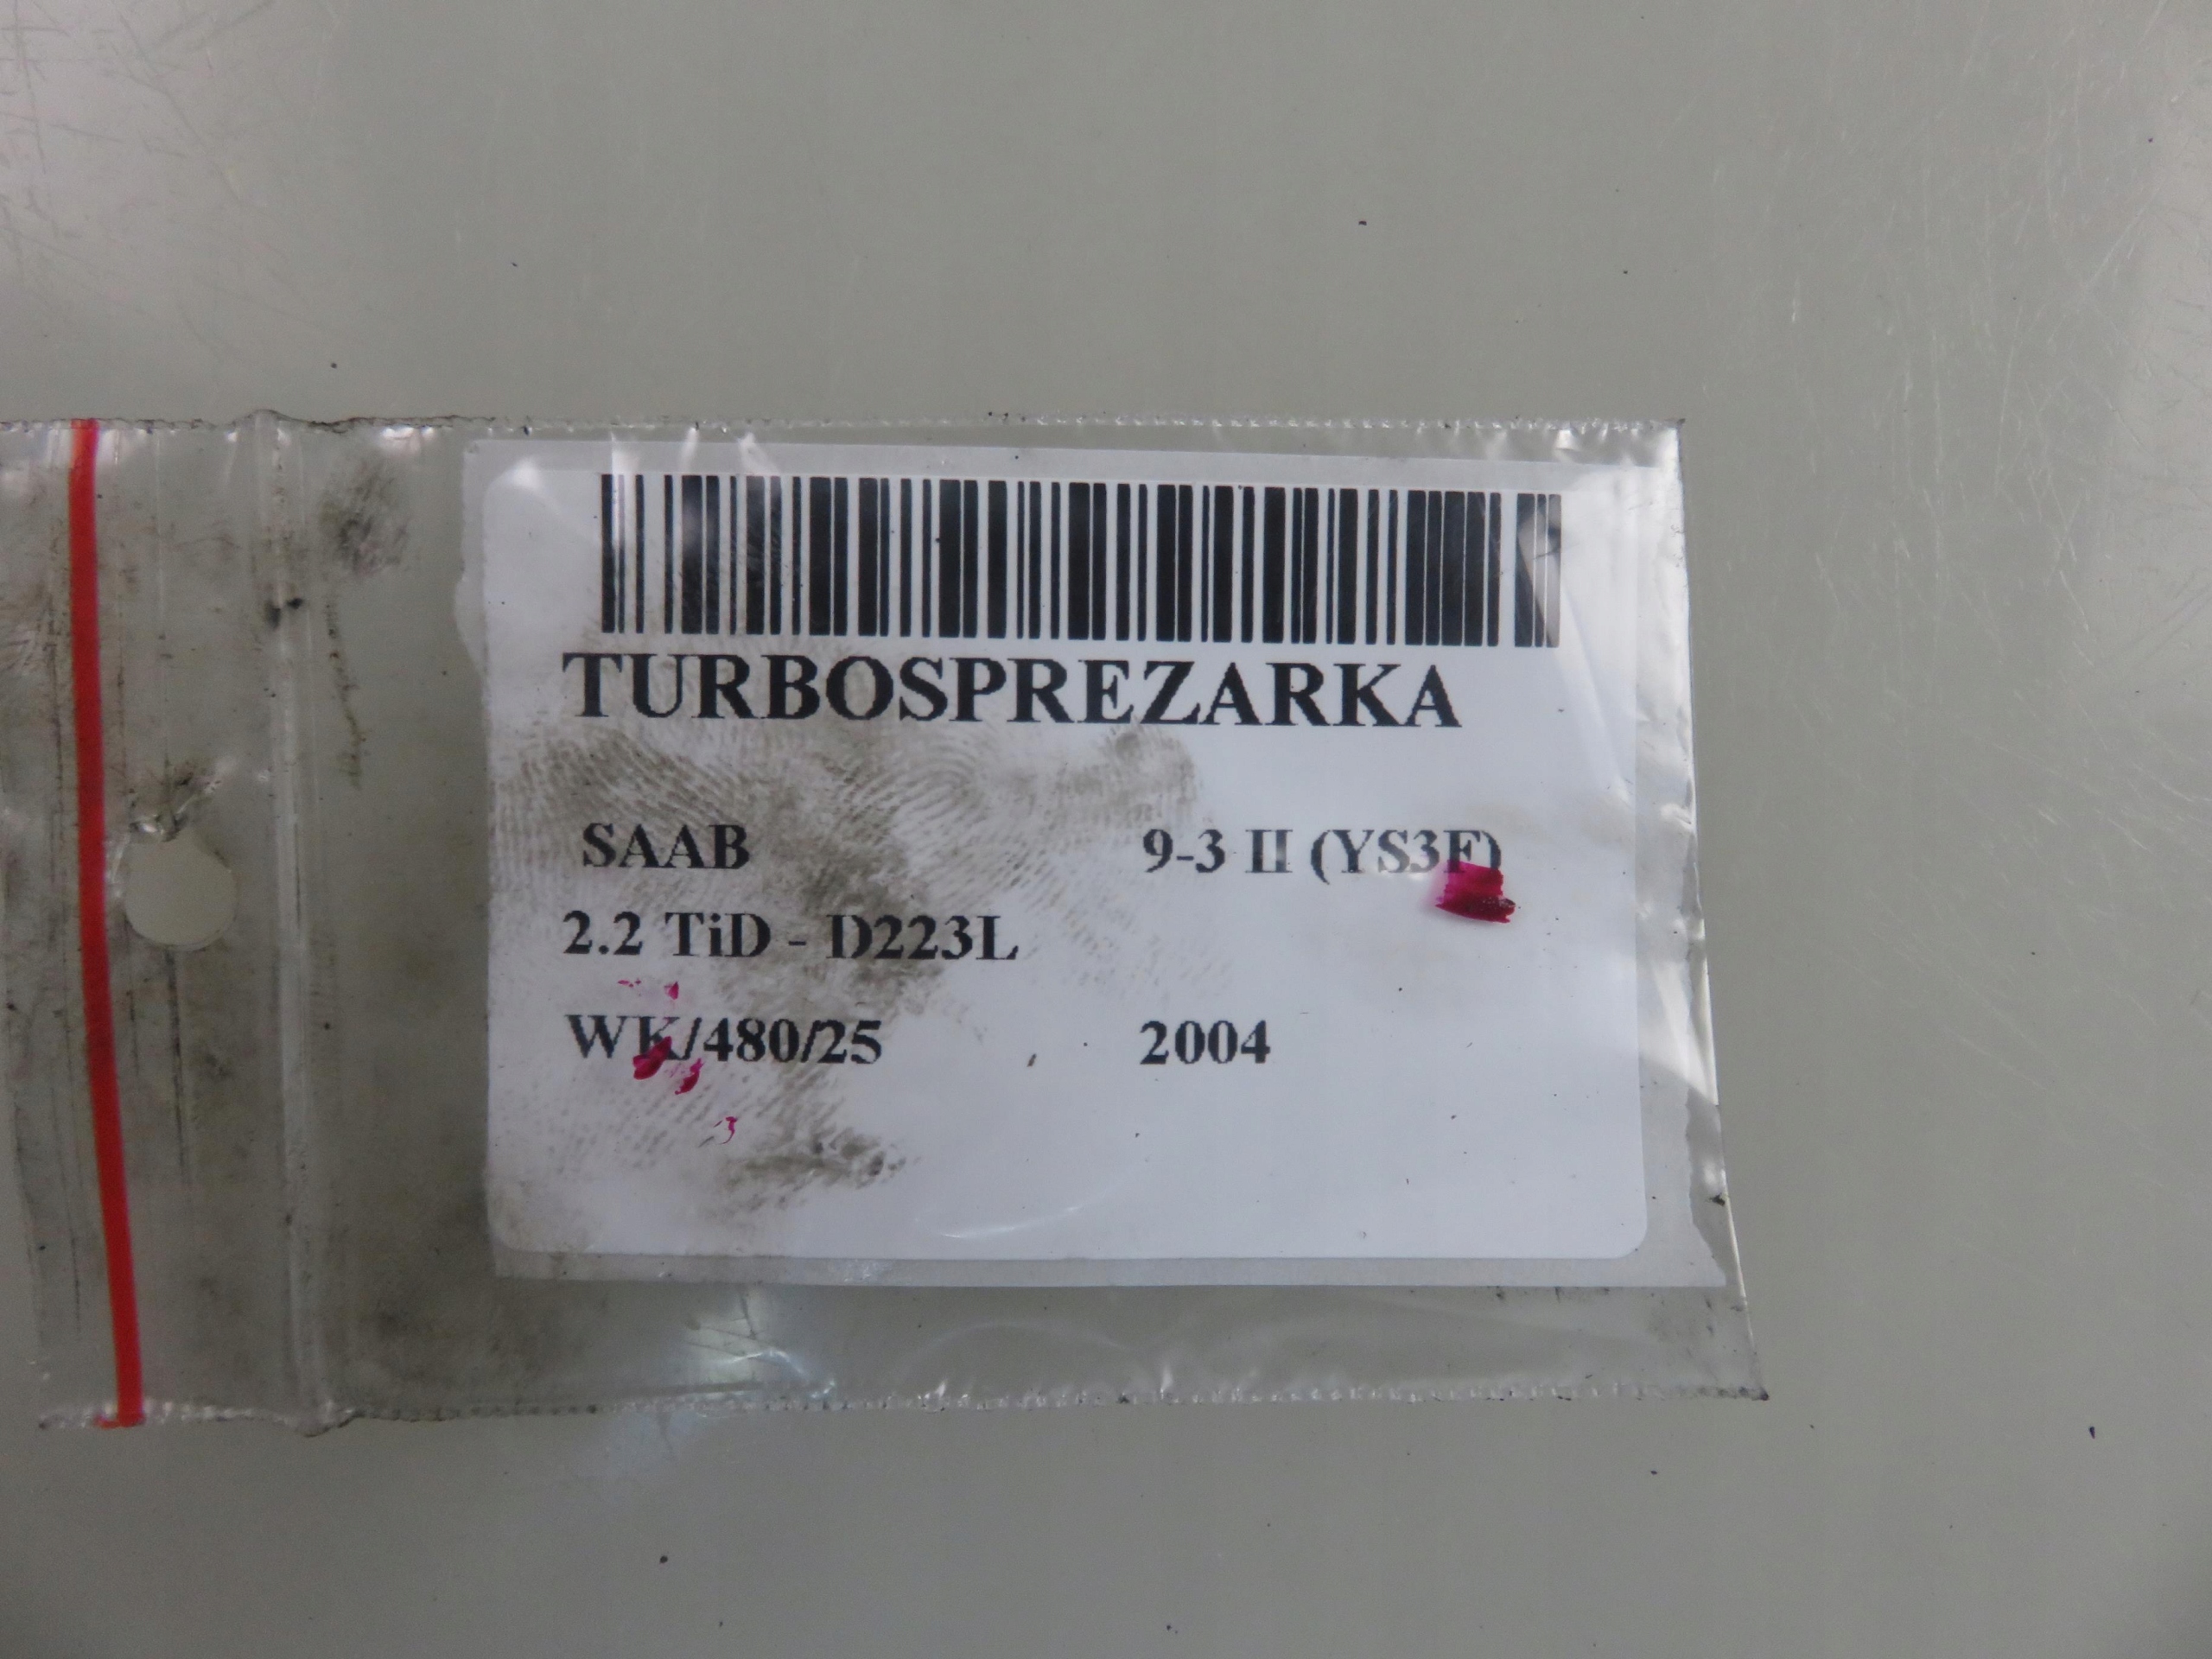 TURBOSPREZARKA
SAAB 9-3 II (YS3F)
2.2 TiD - D223L
WK/480/25 2004